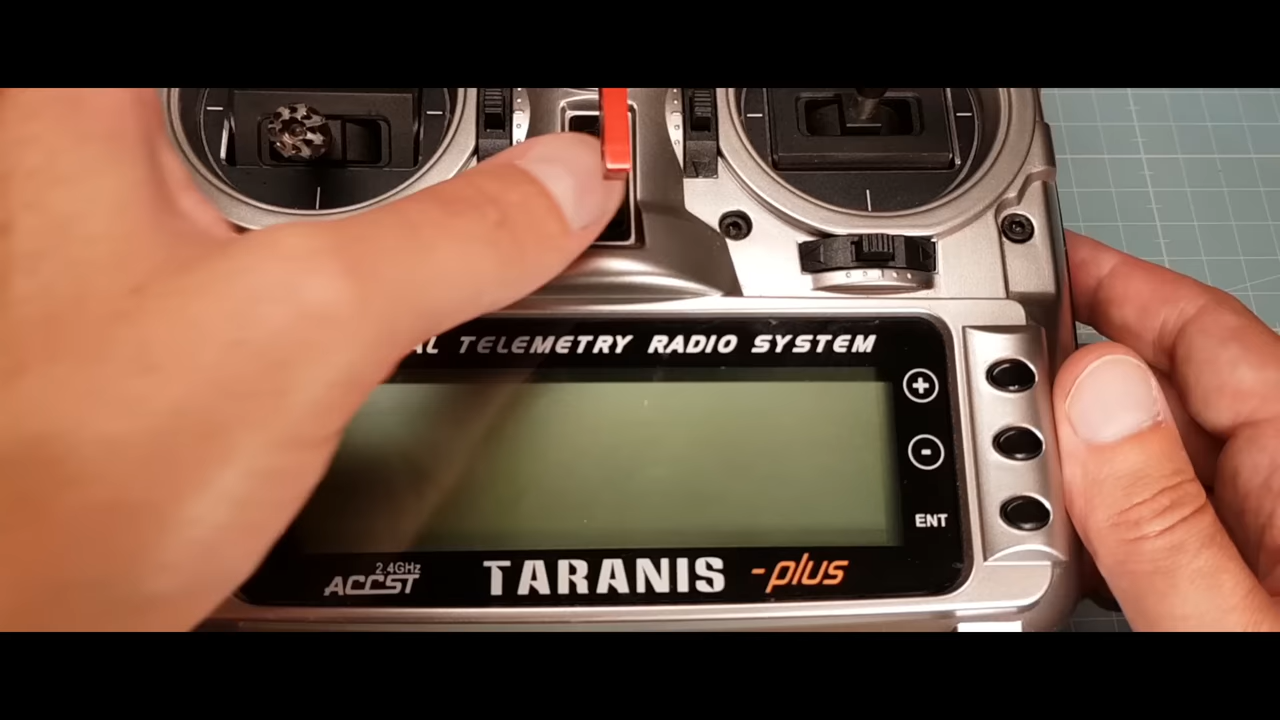 TELEMETRY RADIO SYSTEM
+
-
ENT
2.4GHz
ACCST
TARANIS -plus